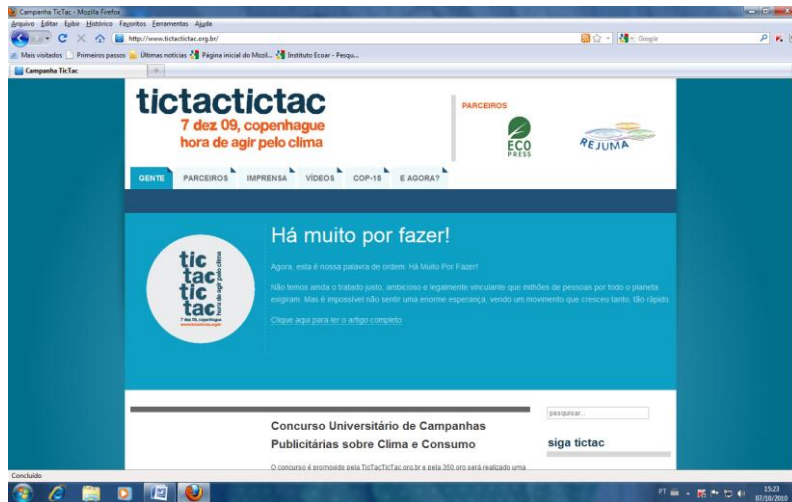 Campanha TicTac - Mozilla Firefox
Arquivo Editar Exibir Histórico Favoritos Ferramentas Ajuda
http://www.tictactictac.org.br/
Google
Mais visitados Primeiros passos Últimas notícias Página inicial do Mozil... Instituto Ecoar - Pesqu...
Campanha TicTac
tictactictac
7 dez 09, copenhague
hora de agir pelo clima
PARCEIROS
ECO
PRESS
REJUMA
GENTE PARCEIROS IMPRENSA VÍDEOS COP-15 E AGORA?
tic
tac
tic
tac
hora de agir pelo clima
7 dez 09, copenhague
Há muito por fazer!
Agora, esta é nossa palavra de ordem: Há Muito Por Fazer!
Não temos ainda o tratado justo, ambicioso e legalmente vinculante que milhões de pessoas por todo o planeta
exigiram. Mas é impossível não sentir uma enorme esperança, vendo um movimento que cresceu tanto, tão rápido
Clique aqui para ler o artigo completo
pesquisar...
Concurso Universitário de Campanhas
Publicitárias sobre Clima e Consumo
siga tictac
O concurso é promovido pela TicTacTicTac.org.br e pela 350.org será realizado uma
Concluído
PT
15:23
07/10/2010